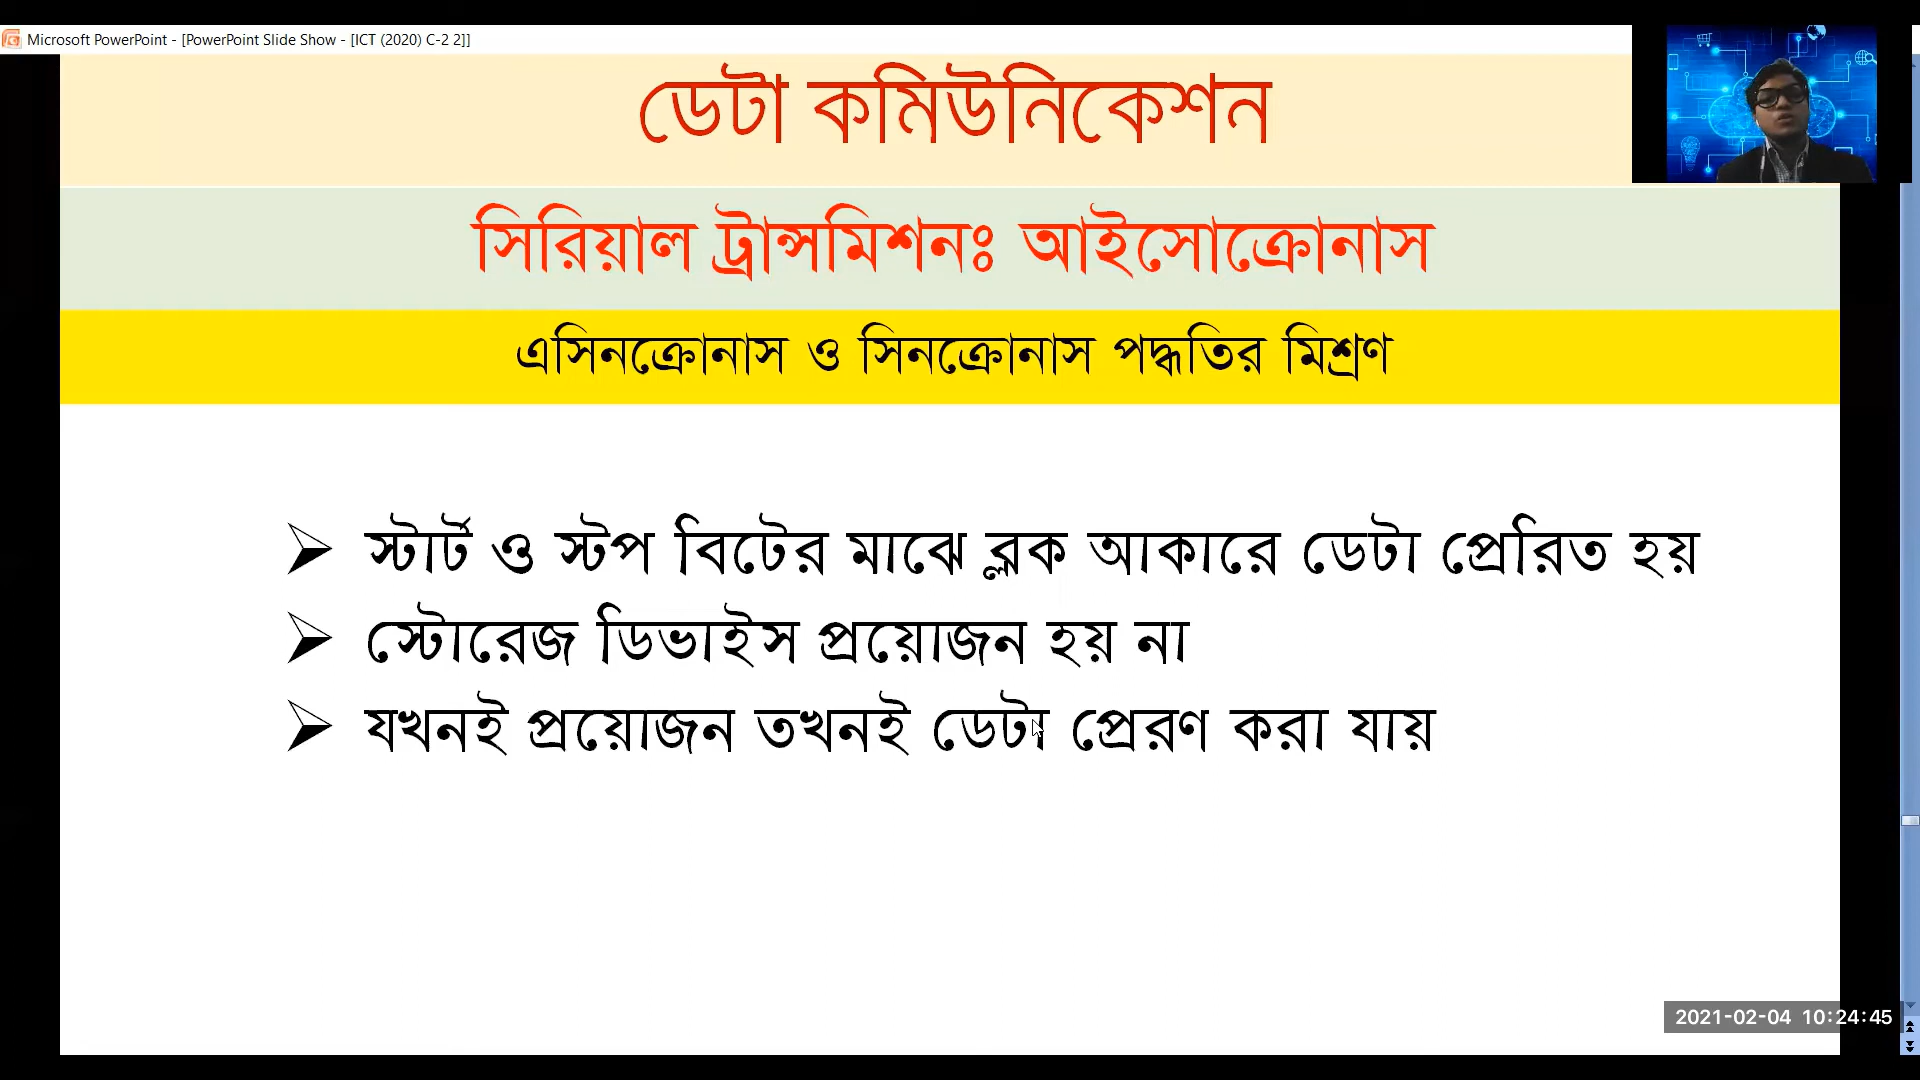 Microsoft PowerPoint - [PowerPoint Slide Show - [ICT (2020) C-2 2]]
ডেটা কমিউনিকেশন
সিরিয়াল ট্রান্সমিশনঃ আইসোক্রোনাস
এসিনক্রোনাস ও সিনক্রোনাস পদ্ধতির মিশ্রণ
স্টার্ট ও স্টপ বিটের মাঝে ব্লক আকারে ডেটা প্রেরিত হয়
স্টোরেজ ডিভাইস প্রয়োজন হয় না
যখনই প্রয়োজন তখনই ডেটা প্রেরণ করা যায়
2021-02-04 10:24:45